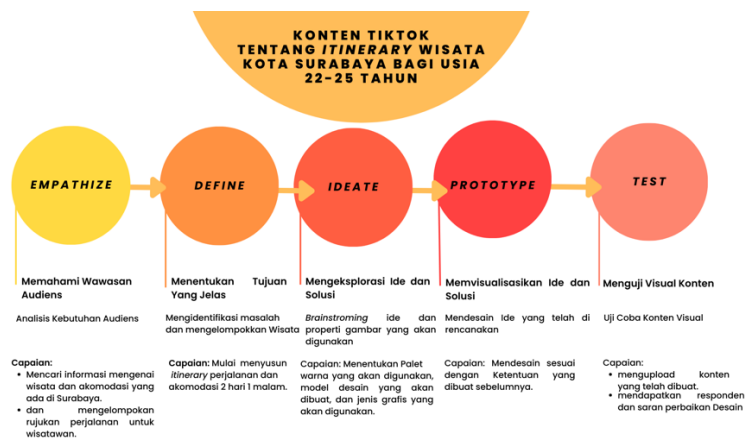 KONTEN TIKTOK
TENTANG ITINERARY WISATA
KOTA SURABAYA BAGI USIA
22-25 TAHUN
EMPATHIZE
DEFINE
IDEATE
PROTOTYPE
TEST
Memahami Wawasan
Audiens
Analisis Kebutuhan Audiens
Capaian:
• Mencari informasi mengenai
wisata dan akomodasi yang
ada di Surabaya.
• dan mengelompokan
rujukan perjalanan untuk
wisatawan.
Menentukan Tujuan
Yang Jelas
Mengidentifikasi masalah
dan mengelompokkan Wisata
Capaian: Mulai menyusun
itinerary perjalanan dan
akomodasi 2 hari 1 malam.
Mengeksplorasi Ide dan
Solusi
Brainstroming ide dan
properti gambar yang akan
digunakan
Capaian: Menentukan Palet
warna yang akan digunakan,
model desain yang akan
dibuat, dan jenis grafis yang
akan digunakan.
Memvisualisasikan Ide dan
Solusi
Mendesain Ide yang telah di
rencanakan
Capaian: Mendesain sesuai
dengan Ketentuan yang
dibuat sebelumnya.
Menguji Visual Konten
Uji Coba Konten Visual
Capaian:
• mengupload konten
yang telah dibuat.
• mendapatkan responden
dan saran perbaikan Desain